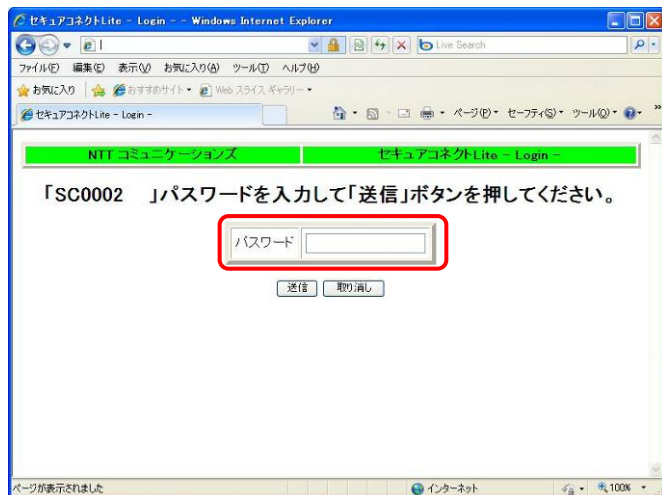 セキュアコネクトLite - Login - - Windows Internet Explorer
Live Search
ファイル(F) 編集(E) 表示(V) お気に入り(A) ツール(T) ヘルプ(H)
お気に入り おすすめサイト Web スライス ギャラリー
セキュアコネクトLite - Login - ページ(P) セーフティ(S) ツール(O) »
NTT コミュニケーションズ セキュアコネクトLite - Login -
「SC0002 」パスワードを入力して「送信」ボタンを押してください。
パスワード
送信 取り消し
ページが表示されました インターネット 100%